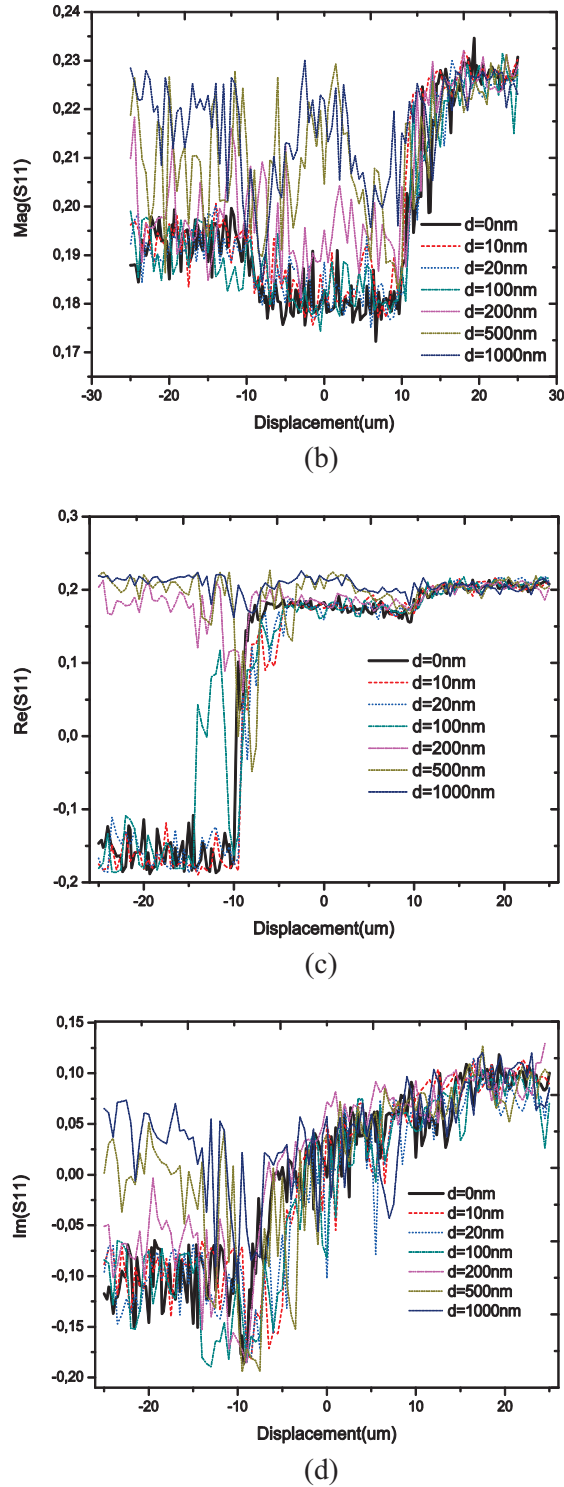 0,24
0,23
0,22
0,21
0,20
0,19
0,18
0,17
Mag(S11)
d=0nm
d=10nm
d=20nm
d=100nm
d=200nm
d=500nm
d=1000nm
-30 -20 -10 0 10 20 30
Displacement(um)
(b)
0,3
0,2
0,1
0,0
-0,1
-0,2
Re(S11)
d=0nm
d=10nm
d=20nm
d=100nm
d=200nm
d=500nm
d=1000nm
-20 -10 0 10 20
Displacement(um)
(c)
0,15
0,10
0,05
0,00
-0,05
-0,10
-0,15
-0,20
Im(S11)
d=0nm
d=10nm
d=20nm
d=100nm
d=200nm
d=500nm
d=1000nm
-20 -10 0 10 20
Displacement(um)
(d)